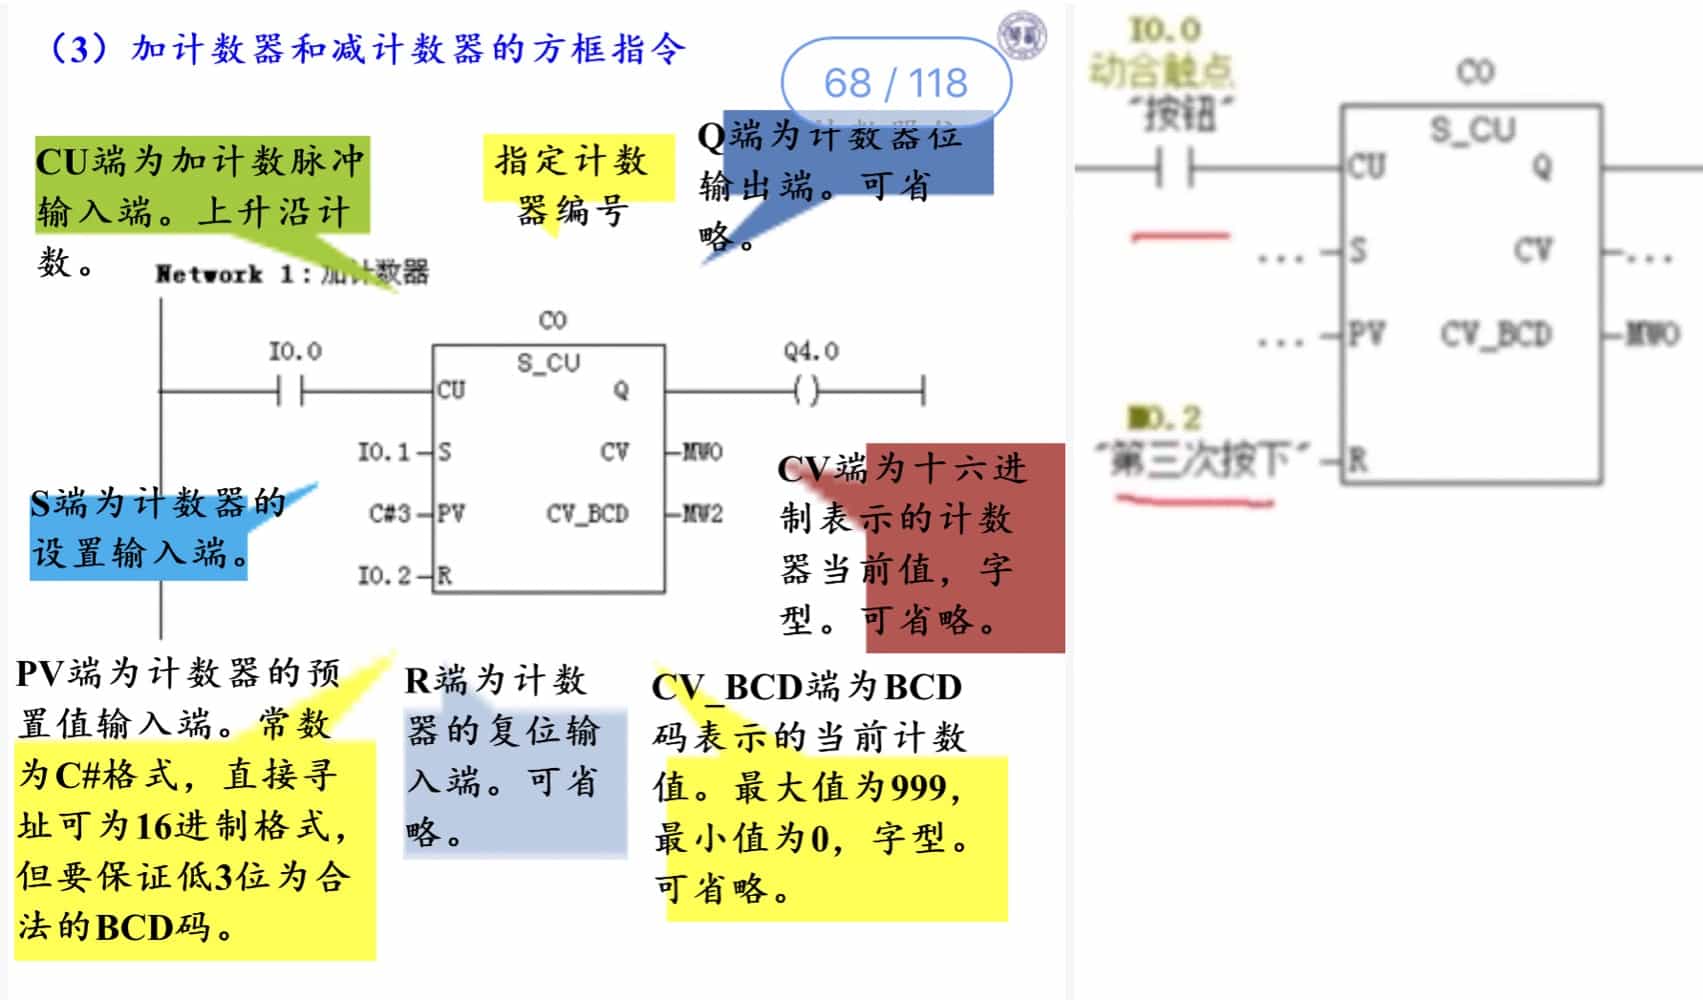 （3）加计数器和减计数器的方框指令
68 / 118
CU端为加计数脉冲
输入端。上升沿计
数。
指定计数
器编号
Q端为计数器位
输出端。可省
略。
Network 1：加计数器
C0
S_CU
I0.0
CU
Q
Q4.0
I0.1
S
CV
MW0
C#3
PV
CV_BCD
MW2
I0.2
R
S端为计数器的
设置输入端。
CV端为十六进
制表示的计数
器当前值，字
型。可省略。
PV端为计数器的预
置值输入端。常数
为C#格式，直接寻
址可为16进制格式，
但要保证低3位为合
法的BCD码。
R端为计数
器的复位输
入端。可省
略。
CV_BCD端为BCD
码表示的当前计数
值。最大值为999，
最小值为0，字型。
可省略。
I0.0
动合触点
"按钮"
C0
S_CU
CU
Q
... S
CV ...
... PV
CV_BCD
MW0
M0.2
"第三次按下"
R